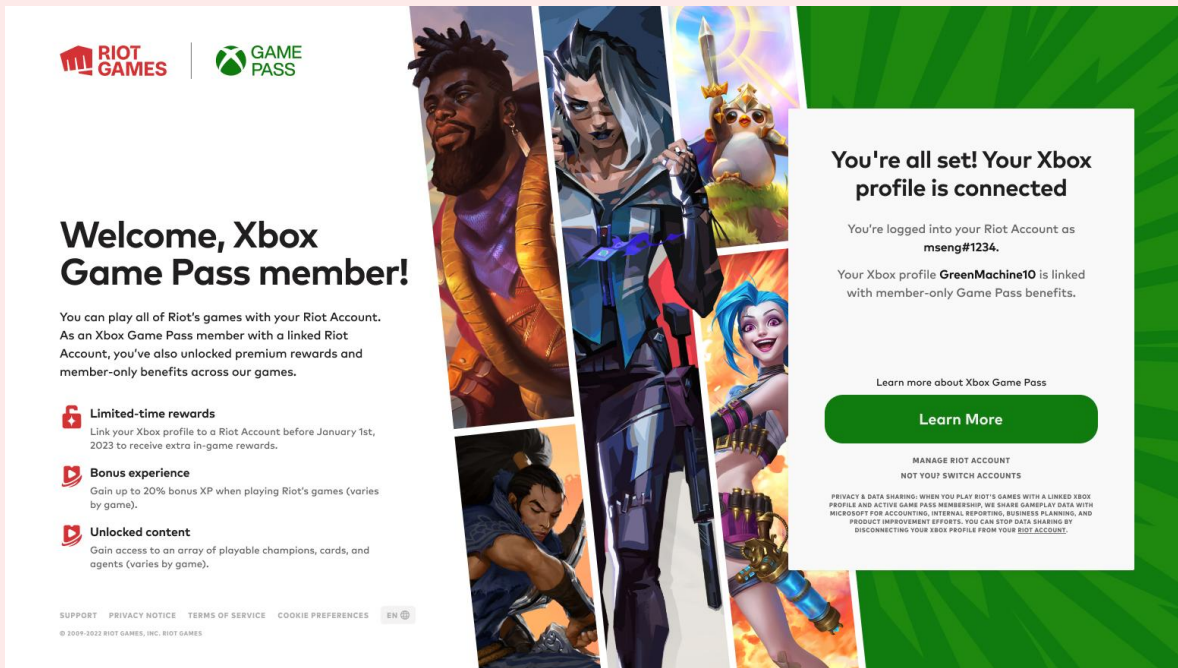 RIOT
GAMES
GAME
PASS
Welcome, Xbox
Game Pass member!
You can play all of Riot's games with your Riot Account.
As an Xbox Game Pass member with a linked Riot
Account, you've also unlocked premium rewards and
member-only benefits across our games.
Limited-time rewards
Link your Xbox profile to a Riot Account before January 1st,
2023 to receive extra in-game rewards.
Bonus experience
Gain up to 20% bonus XP when playing Riot's games (varies
by game).
Unlocked content
Gain access to an array of playable champions, cards, and
agents (varies by game).
SUPPORT PRIVACY NOTICE TERMS OF SERVICE COOKIE PREFERENCES EN
© 2009-2022 RIOT GAMES, INC. RIOT GAMES
You're all set! Your Xbox
profile is connected
You're logged into your Riot Account as
mseng#1234.
Your Xbox profile GreenMachine10 is linked
with member-only Game Pass benefits.
Learn more about Xbox Game Pass
Learn More
MANAGE RIOT ACCOUNT
NOT YOU? SWITCH ACCOUNTS
PRIVACY & DATA SHARING: WHEN YOU PLAY RIOT'S GAMES WITH A LINKED XBOX
PROFILE AND ACTIVE GAME PASS MEMBERSHIP, WE SHARE GAMEPLAY DATA WITH
MICROSOFT FOR ACCOUNTING, INTERNAL REPORTING, BUSINESS PLANNING, AND
PRODUCT IMPROVEMENT EFFORTS. YOU CAN STOP DATA SHARING BY
DISCONNECTING YOUR XBOX PROFILE FROM YOUR RIOT ACCOUNT.